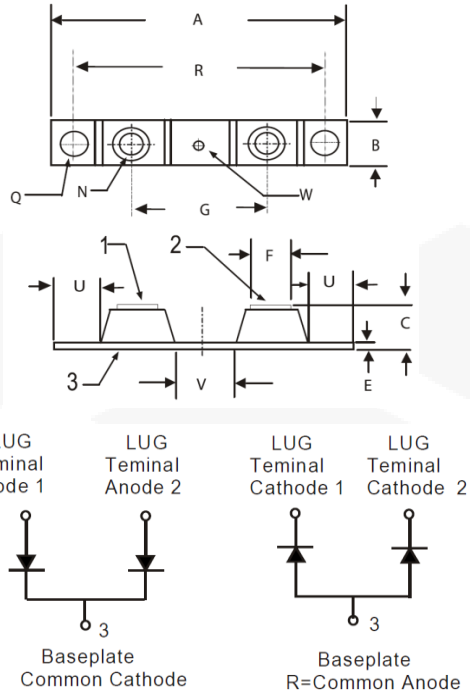 A
R
B
Q
N
G
W
1
2
F
U
U
C
3
V
E
LUG
Teminal
Anode 2
LUG
Teminal
Cathode 1
LUG
Teminal
Cathode 2
3
Baseplate
Common Cathode
3
Baseplate
R=Common Anode